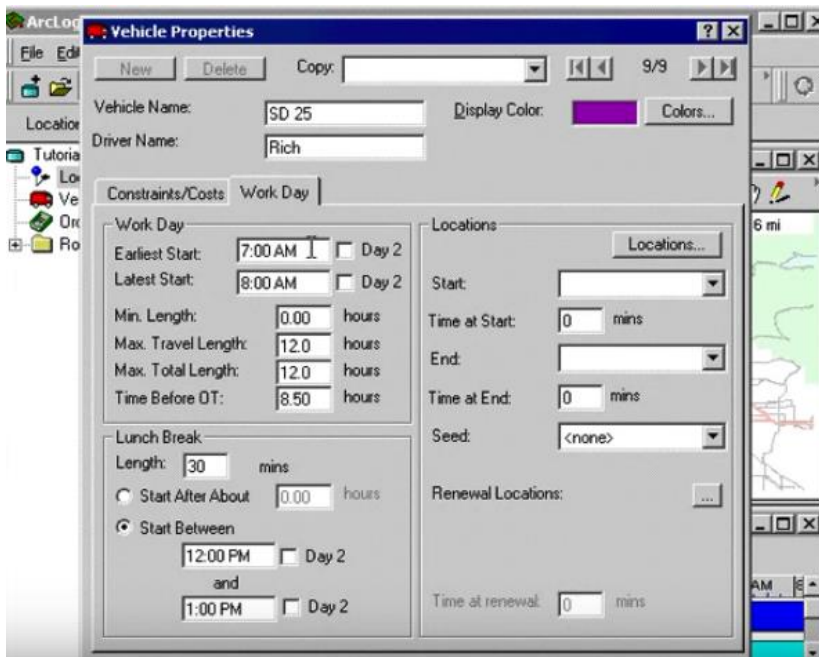 ArcLog
Vehicle Properties
File Edi
New Delete Copy: 9/9
Vehicle Name: SD 25 Display Color: Colors...
Location
Driver Name: Rich
Tutoria
Lo
Ve
Ord
Ro
Constraints/Costs Work Day
6 mi
Work Day
Earliest Start: 7:00 AM Day 2
Latest Start: 8:00 AM Day 2
Min. Length: 0.00 hours
Max. Travel Length: 12.0 hours
Max. Total Length: 12.0 hours
Time Before OT: 8.50 hours
Locations
Locations...
Start:
Time at Start: 0 mins
End:
Time at End: 0 mins
Seed: <none>
Renewal Locations: ...
Time at renewal: 0 mins
Lunch Break
Length: 30 mins
Start After About 0.00 hours
Start Between
12:00 PM Day 2
and
1:00 PM Day 2
AM